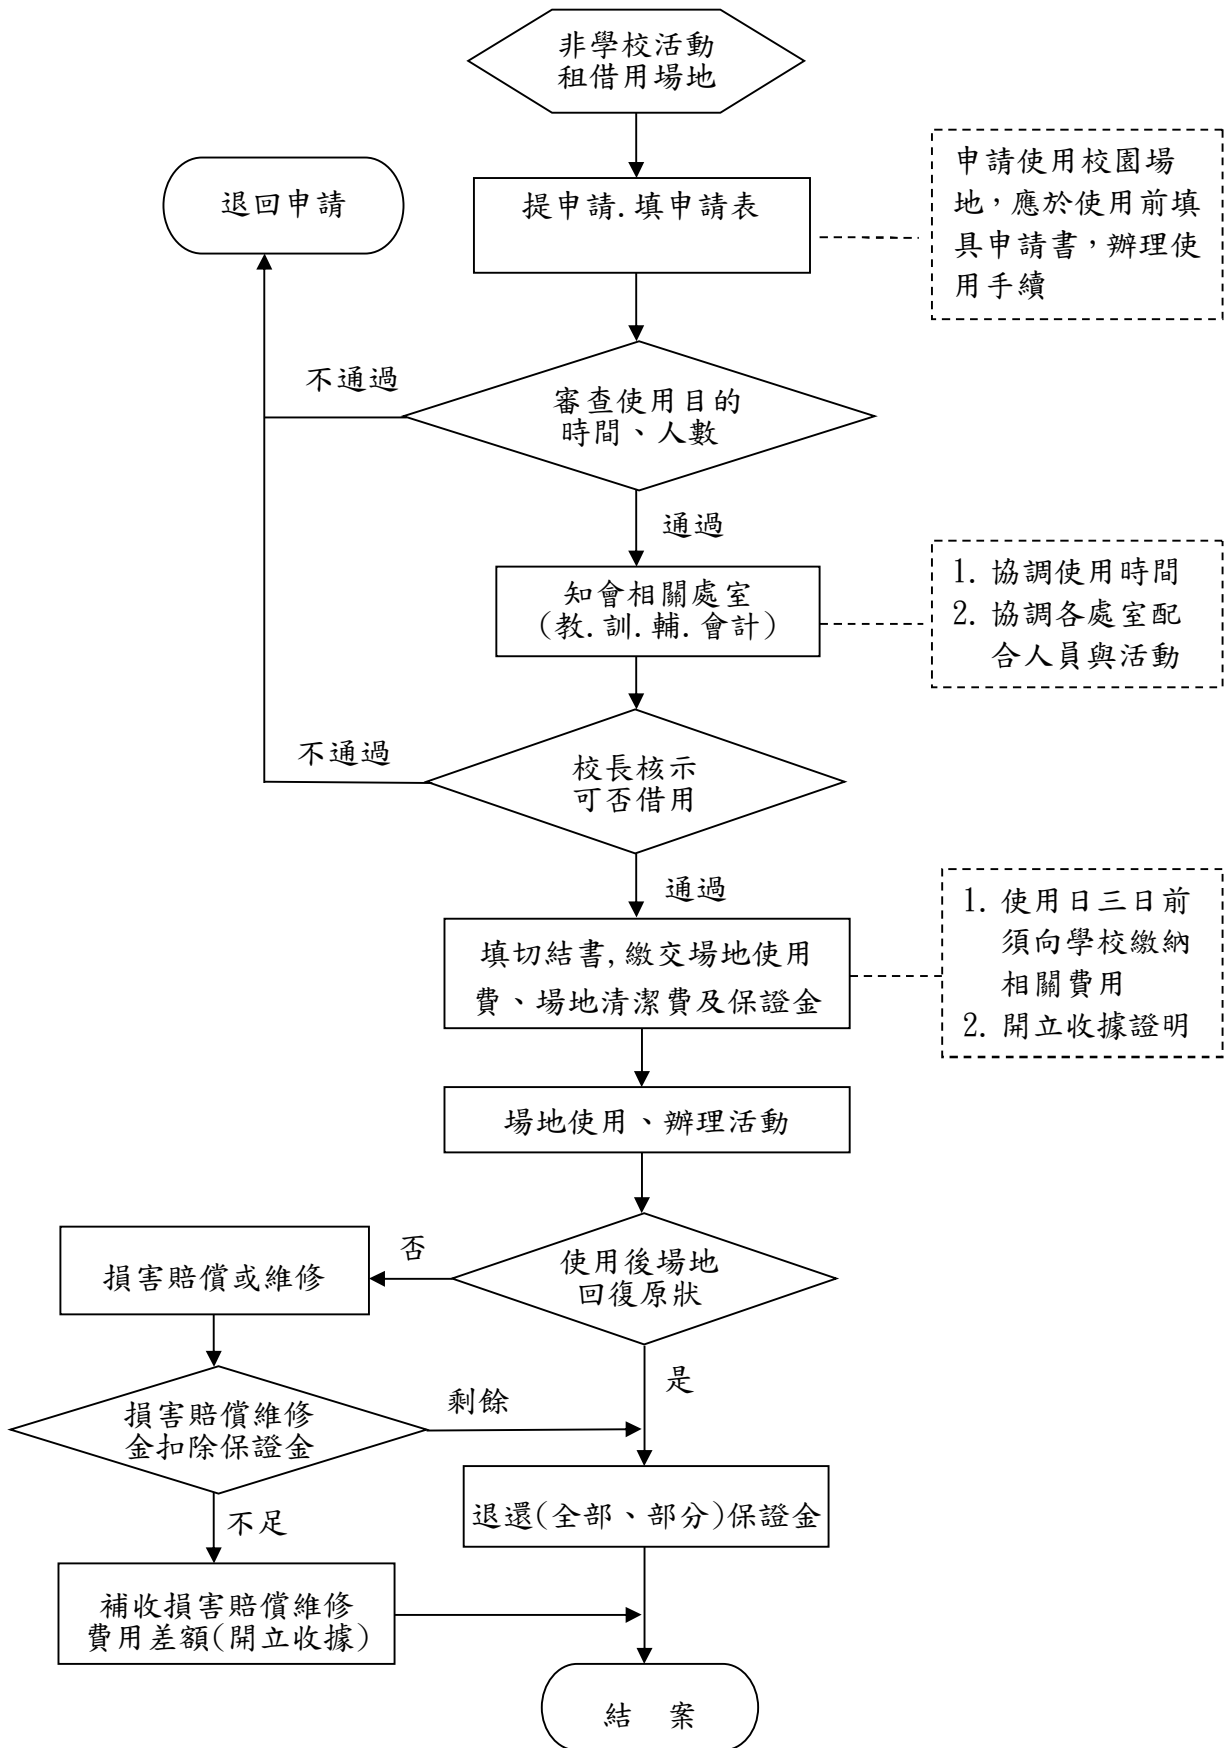 非學校活動
租借用場地
退回申請
提申請.填申請表
申請使用校園場
地，應於使用前填
具申請書，辦理使
用手續
不通過
審查使用目的
時間、人數
通過
知會相關處室
(教.訓.輔.會計)
1. 協調使用時間
2. 協調各處室配
合人員與活動
不通過
校長核示
可否借用
通過
填切結書,繳交場地使用
費、場地清潔費及保證金
1. 使用日三日前
須向學校繳納
相關費用
2. 開立收據證明
場地使用、辦理活動
否
使用後場地
回復原狀
損害賠償或維修
是
剩餘
損害賠償維修
金扣除保證金
退還(全部、部分)保證金
不足
補收損害賠償維修
費用差額(開立收據)
結　案